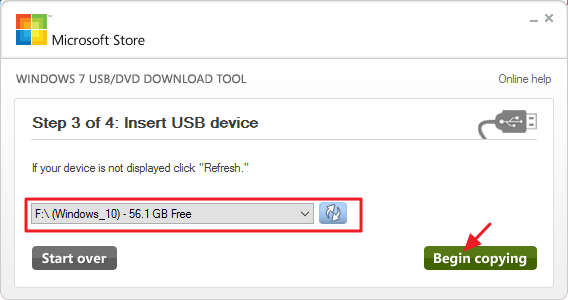 Microsoft Store
WINDOWS 7 USB/DVD DOWNLOAD TOOL
Online help
Step 3 of 4: Insert USB device
If your device is not displayed click "Refresh."
F:\ (Windows_10) - 56.1 GB Free
Start over
Begin copying